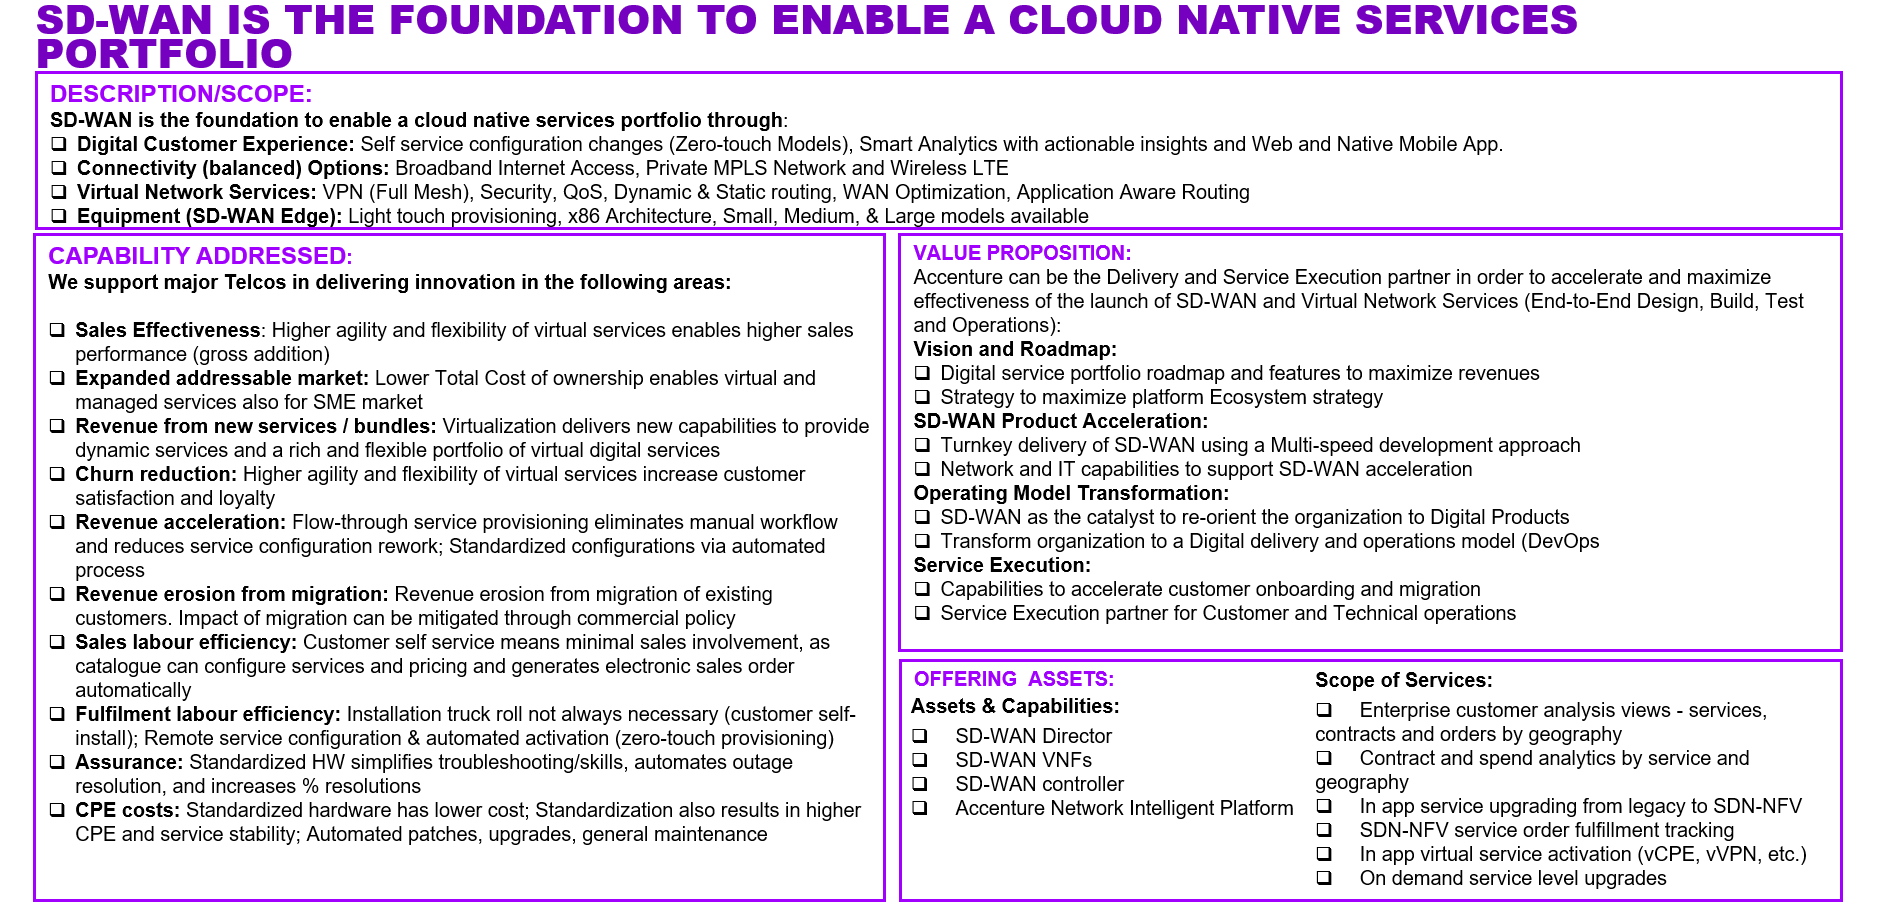 SD-WAN IS THE FOUNDATION TO ENABLE A CLOUD NATIVE SERVICES
PORTFOLIO
DESCRIPTION/SCOPE:
SD-WAN is the foundation to enable a cloud native services portfolio through:
❑ Digital Customer Experience: Self service configuration changes (Zero-touch Models), Smart Analytics with actionable insights and Web and Native Mobile App.
❑ Connectivity (balanced) Options: Broadband Internet Access, Private MPLS Network and Wireless LTE
❑ Virtual Network Services: VPN (Full Mesh), Security, QoS, Dynamic & Static routing, WAN Optimization, Application Aware Routing
❑ Equipment (SD-WAN Edge): Light touch provisioning, x86 Architecture, Small, Medium, & Large models available
CAPABILITY ADDRESSED:
We support major Telcos in delivering innovation in the following areas:
❑ Sales Effectiveness: Higher agility and flexibility of virtual services enables higher sales
performance (gross addition)
❑ Expanded addressable market: Lower Total Cost of ownership enables virtual and
managed services also for SME market
❑ Revenue from new services / bundles: Virtualization delivers new capabilities to provide
dynamic services and a rich and flexible portfolio of virtual digital services
❑ Churn reduction: Higher agility and flexibility of virtual services increase customer
satisfaction and loyalty
❑ Revenue acceleration: Flow-through service provisioning eliminates manual workflow
and reduces service configuration rework; Standardized configurations via automated
process
❑ Revenue erosion from migration: Revenue erosion from migration of existing
customers. Impact of migration can be mitigated through commercial policy
❑ Sales labour efficiency: Customer self service means minimal sales involvement, as
catalogue can configure services and pricing and generates electronic sales order
automatically
❑ Fulfilment labour efficiency: Installation truck roll not always necessary (customer self-
install); Remote service configuration & automated activation (zero-touch provisioning)
❑ Assurance: Standardized HW simplifies troubleshooting/skills, automates outage
resolution, and increases % resolutions
❑ CPE costs: Standardized hardware has lower cost; Standardization also results in higher
CPE and service stability; Automated patches, upgrades, general maintenance
VALUE PROPOSITION:
Accenture can be the Delivery and Service Execution partner in order to accelerate and maximize
effectiveness of the launch of SD-WAN and Virtual Network Services (End-to-End Design, Build, Test
and Operations):
Vision and Roadmap:
❑ Digital service portfolio roadmap and features to maximize revenues
❑ Strategy to maximize platform Ecosystem strategy
SD-WAN Product Acceleration:
❑ Turnkey delivery of SD-WAN using a Multi-speed development approach
❑ Network and IT capabilities to support SD-WAN acceleration
Operating Model Transformation:
❑ SD-WAN as the catalyst to re-orient the organization to Digital Products
❑ Transform organization to a Digital delivery and operations model (DevOps
Service Execution:
❑ Capabilities to accelerate customer onboarding and migration
❑ Service Execution partner for Customer and Technical operations
OFFERING ASSETS:
Assets & Capabilities:
❑ SD-WAN Director
❑ SD-WAN VNFs
❑ SD-WAN controller
❑ Accenture Network Intelligent Platform
Scope of Services:
❑ Enterprise customer analysis views - services,
contracts and orders by geography
❑ Contract and spend analytics by service and
geography
❑ In app service upgrading from legacy to SDN-NFV
❑ SDN-NFV service order fulfillment tracking
❑ In app virtual service activation (vCPE, vVPN, etc.)
❑ On demand service level upgrades